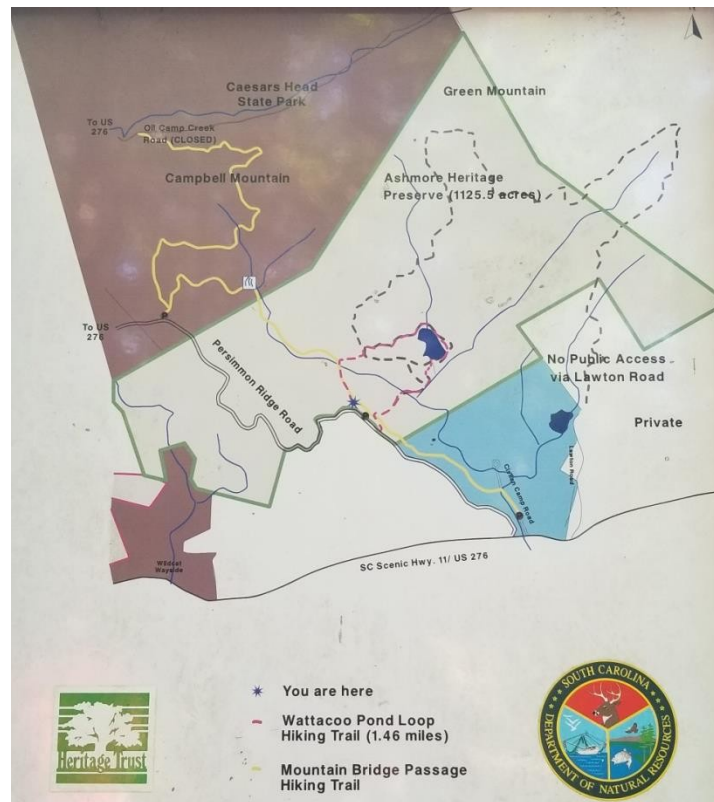 Caesars Head
State Park
Green Mountain
To US
276
Oil Camp Creek
Road (CLOSED)
Campbell Mountain
Ashmore Heritage
Preserve (1125.5 acres)
To US
276
Persimmon Ridge Road
No Public Access
via Lawton Road
Private
Lawton Road
Camp Road
Wildcat
Wayside
SC Scenic Hwy. 11/ US 276
You are here
Wattacoo Pond Loop
Hiking Trail (1.46 miles)
Mountain Bridge Passage
Hiking Trail
Heritage Trust
SOUTH CAROLINA
DEPARTMENT OF NATURAL RESOURCES